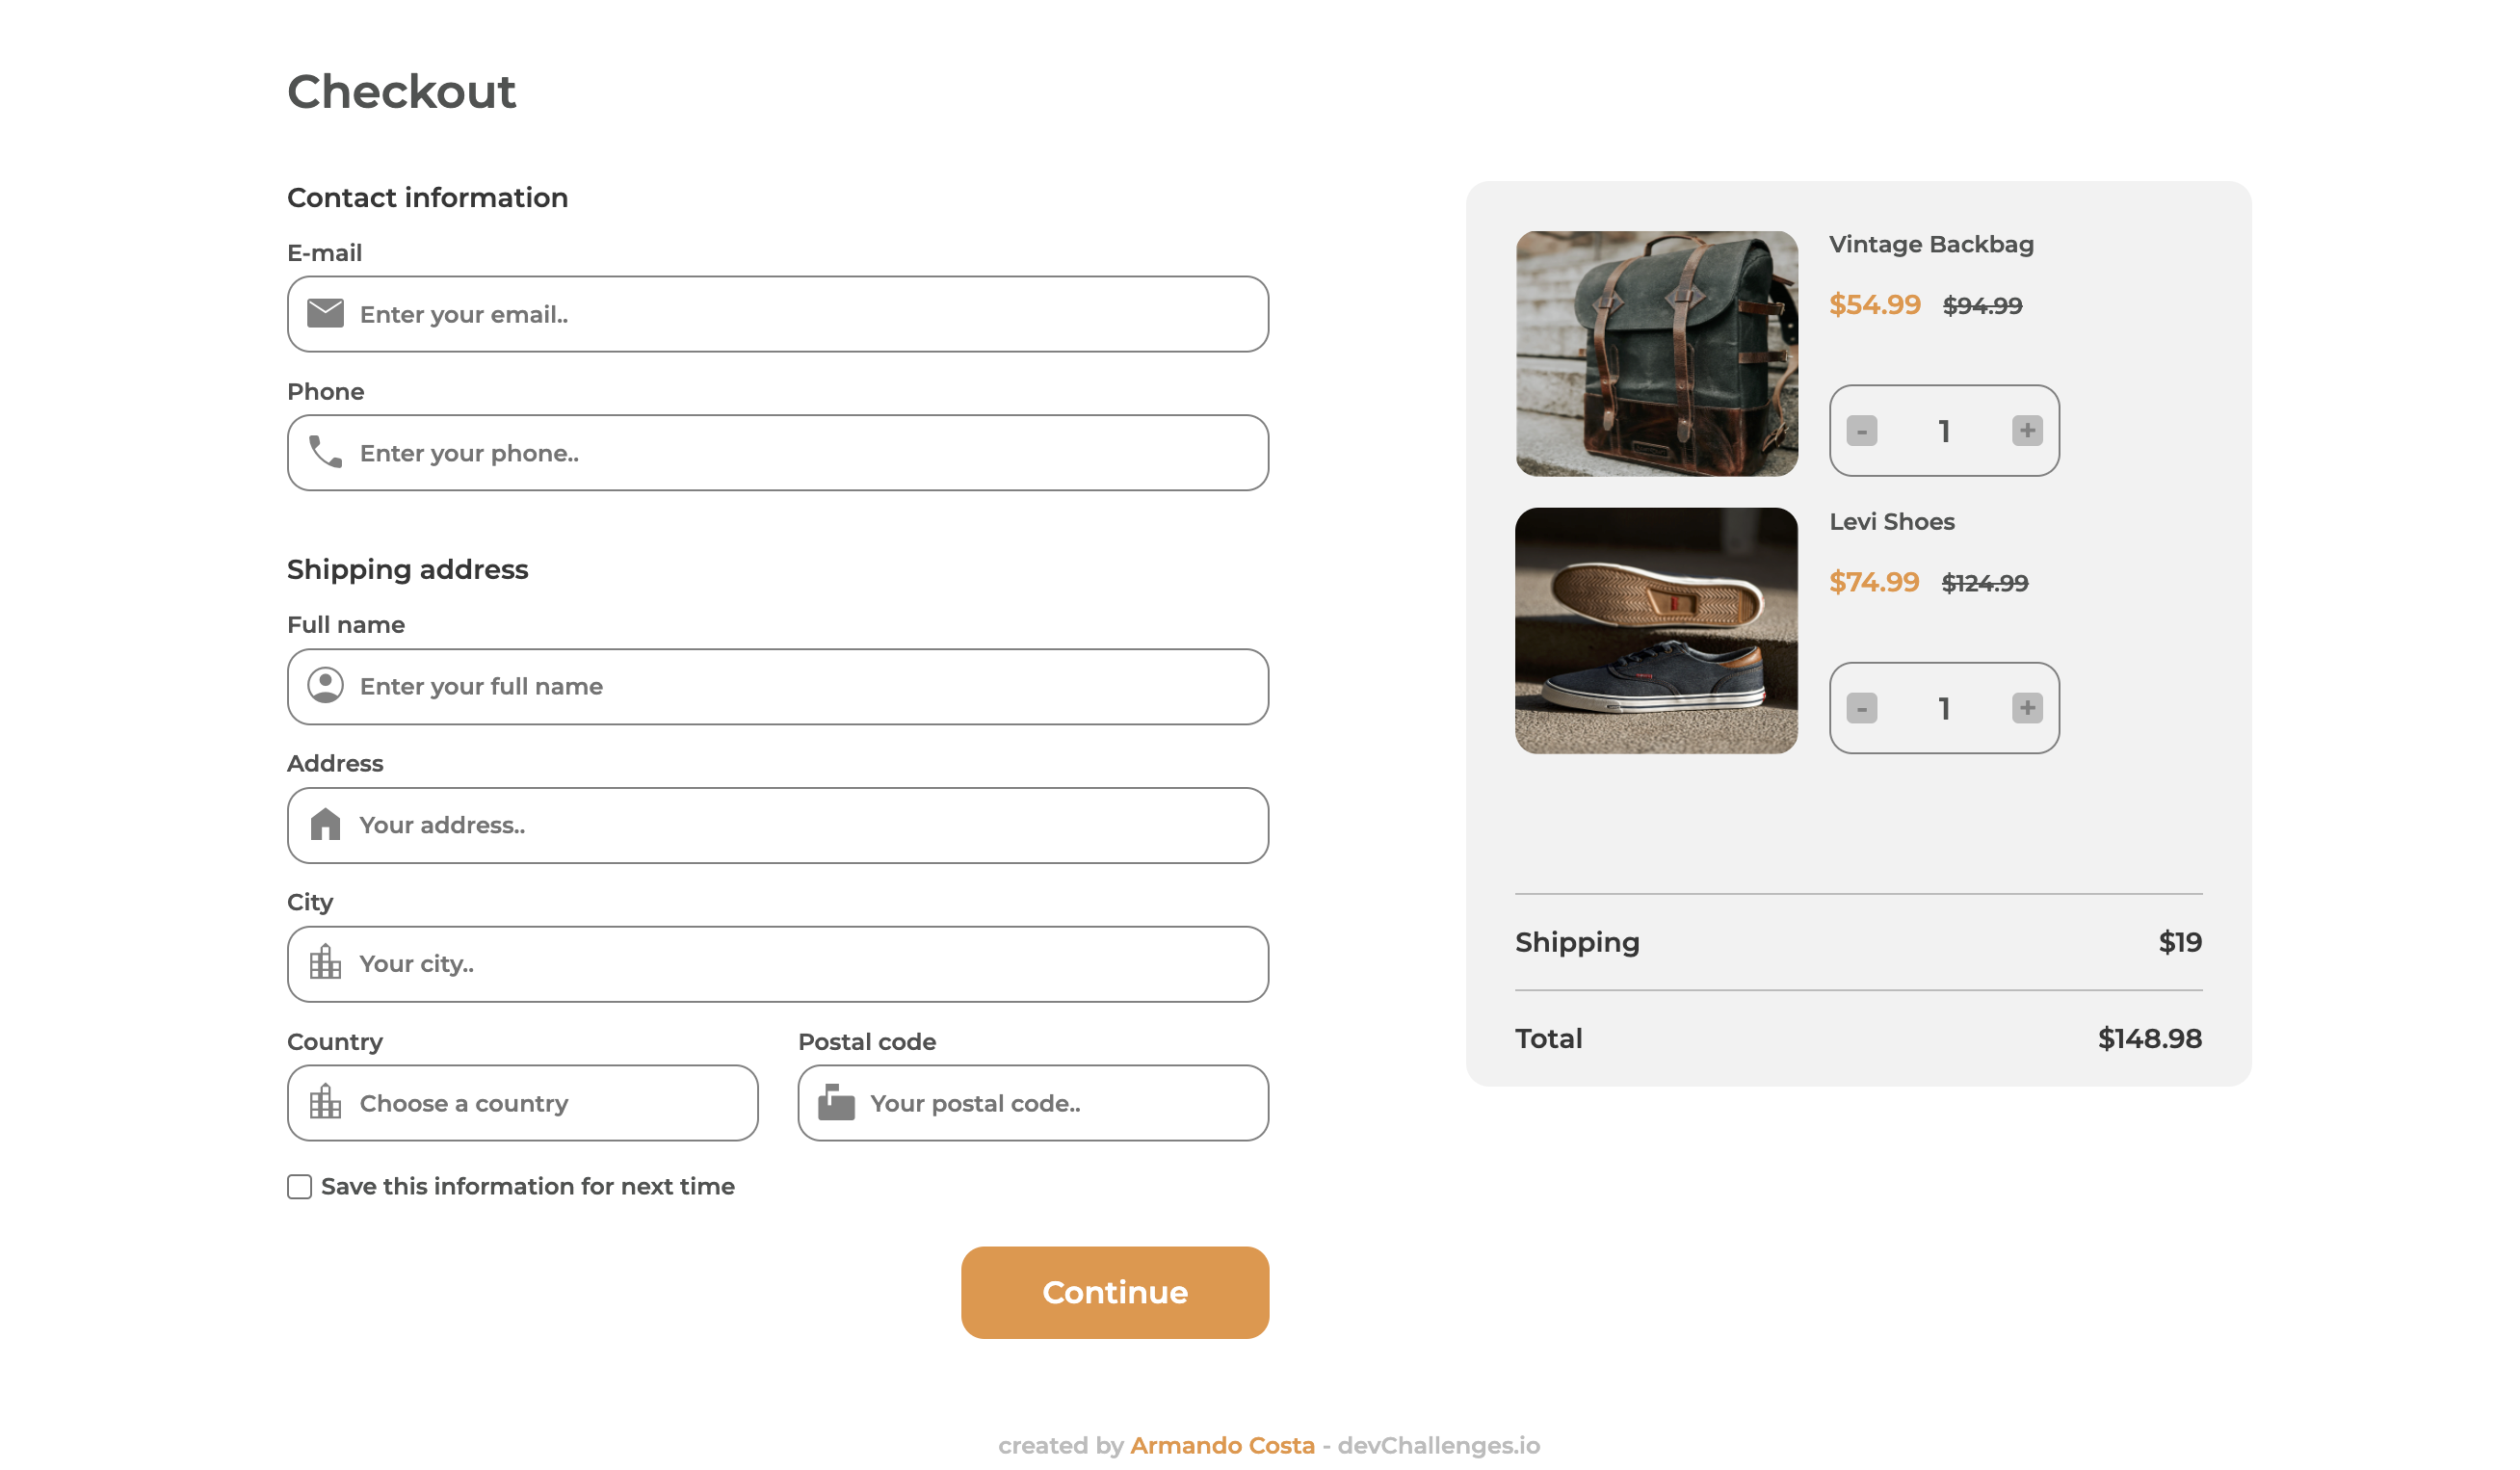 Checkout
Contact information
E-mail
Enter your email..
Phone
Enter your phone..
Shipping address
Full name
Enter your full name
Address
Your address..
City
Your city..
Country
Choose a country
Postal code
Your postal code..
Save this information for next time
Continue
Vintage Backbag
$54.99 $94.99
- 1 +
Levi Shoes
$74.99 $124.99
- 1 +
Shipping $19
Total $148.98
created by Armando Costa - devChallenges.io